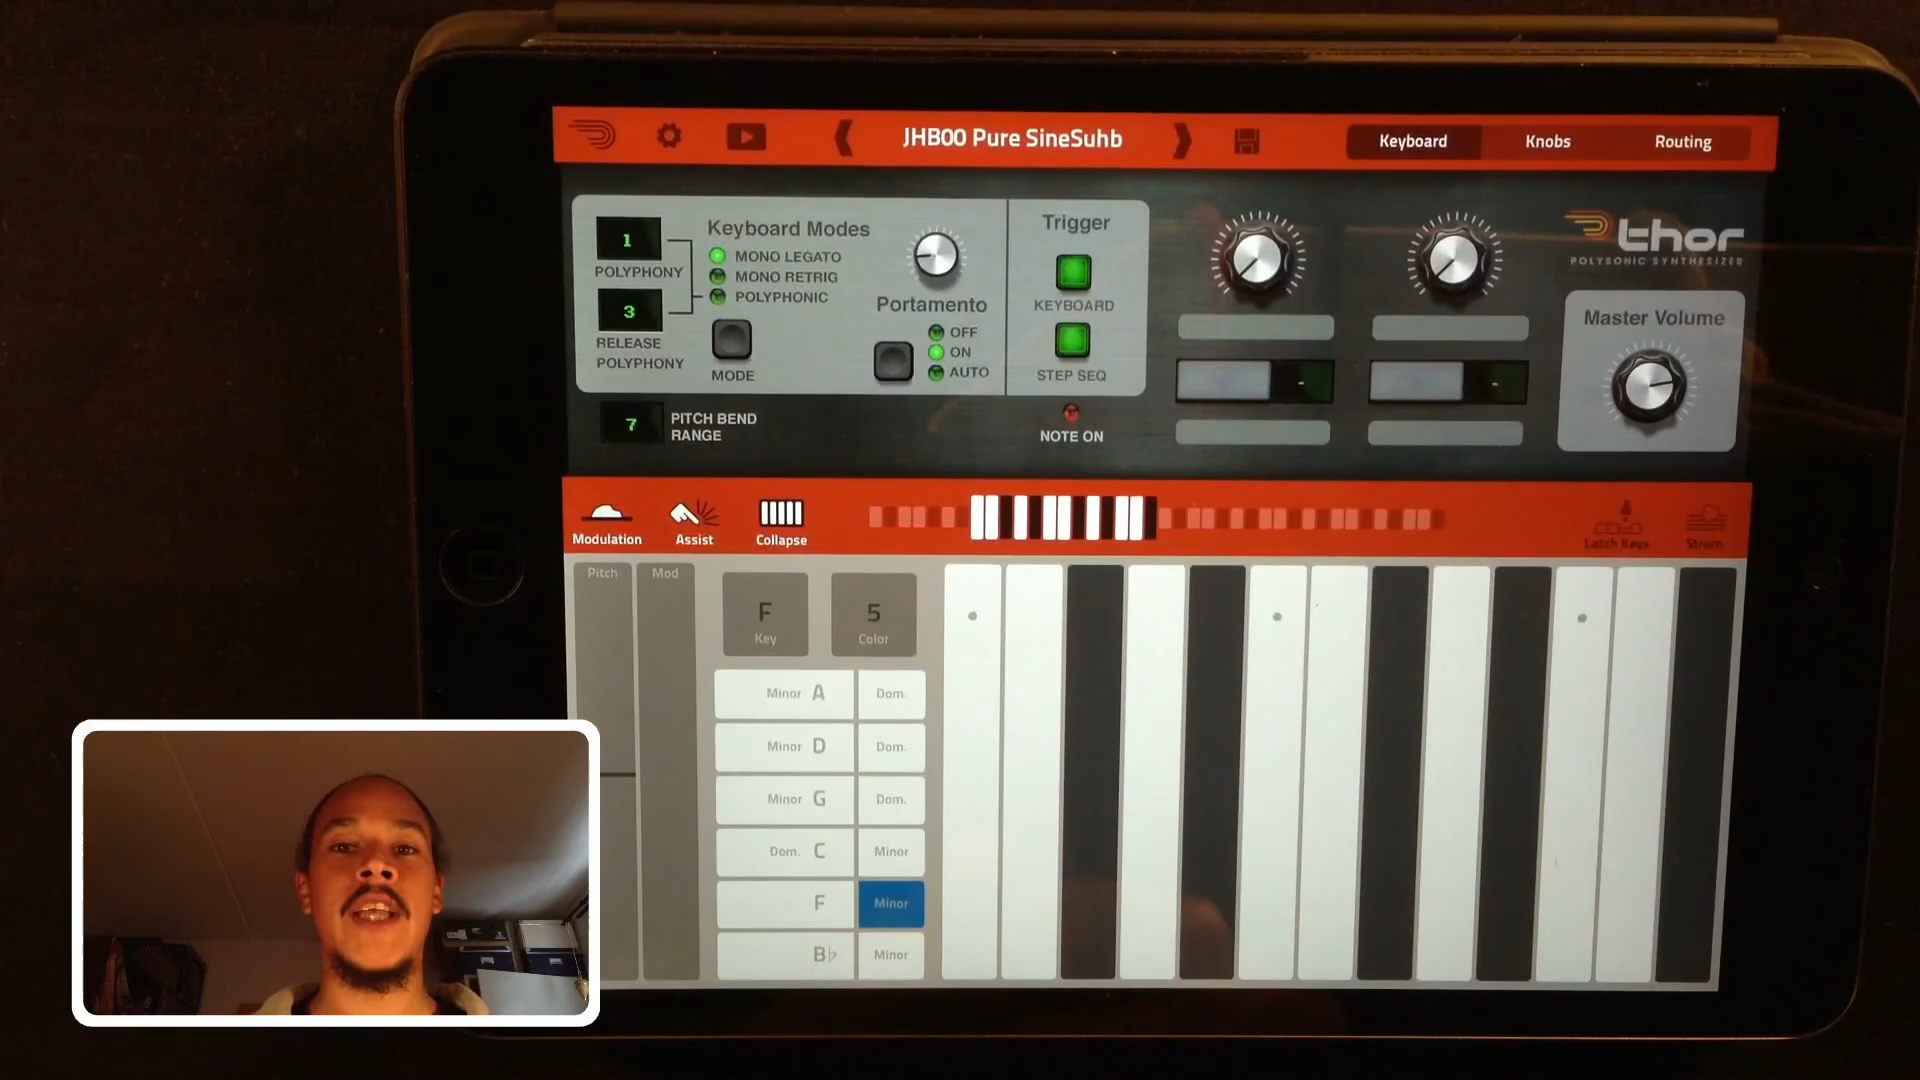 JHB00 Pure SineSuhb
Keyboard
Knobs
Routing
1
POLYPHONY
3
RELEASE
POLYPHONY
Keyboard Modes
MONO LEGATO
MONO RETRIG
POLYPHONIC
MODE
Portamento
OFF
ON
AUTO
Trigger
KEYBOARD
STEP SEQ
7
PITCH BEND
RANGE
NOTE ON
-
-
thor
POLYSONIC SYNTHESIZER
Master Volume
Modulation
Assist
Collapse
Latch Keys
Strum
Pitch
Mod
F
Key
5
Color
Minor A
Dom.
Minor D
Dom.
Minor G
Dom.
Dom. C
Minor
F
Minor
B♭
Minor